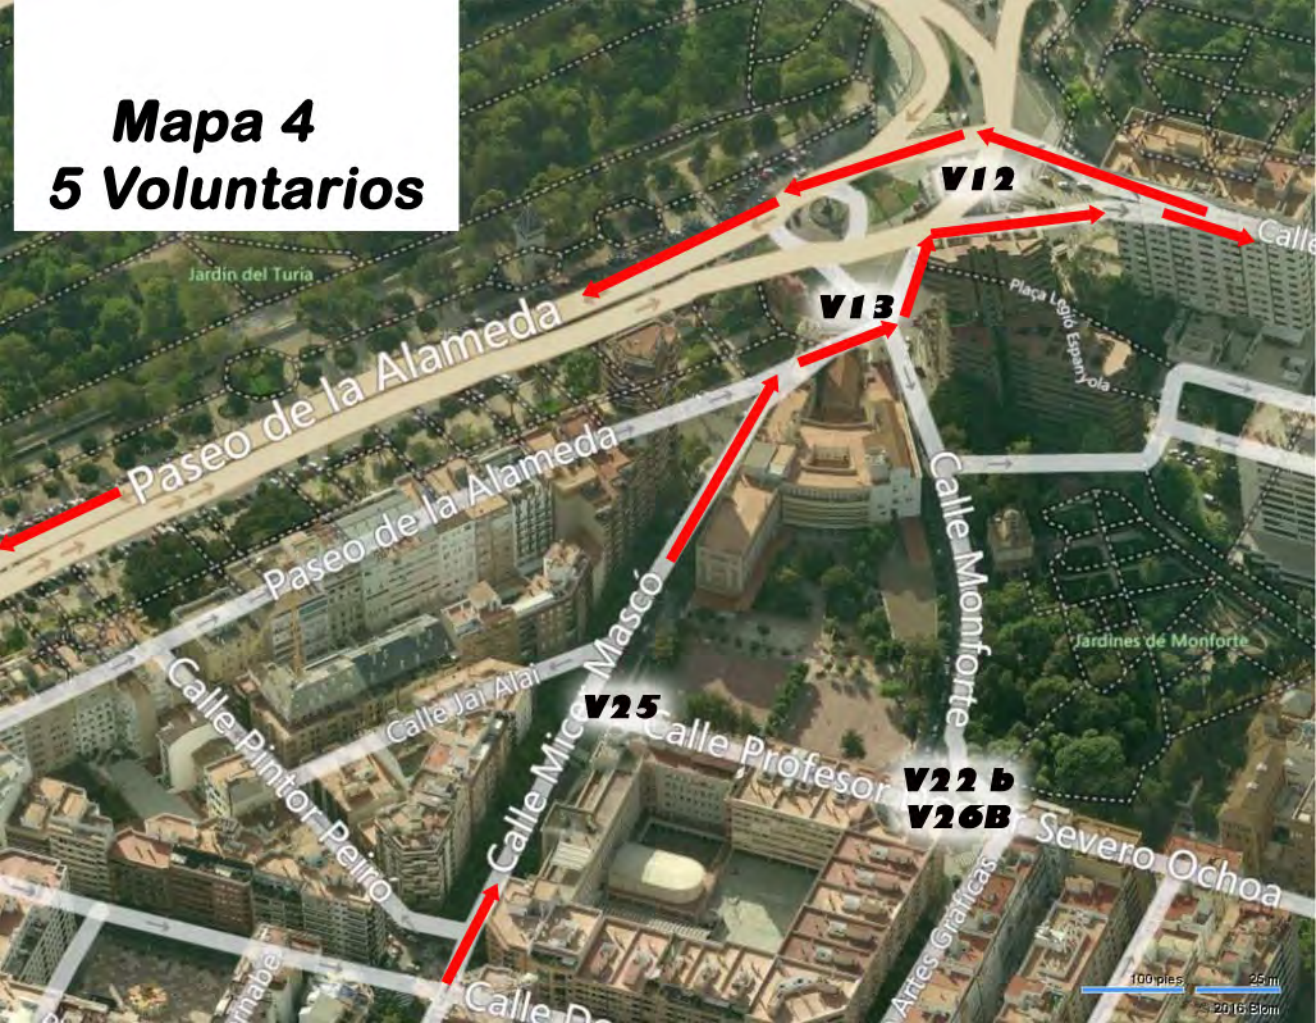 Mapa 4
5 Voluntarios
V12
Calle
Jardín del Turia
Plaça Legió Espanyola
V13
Paseo de la Alameda
Paseo de la Alameda
Calle Monforte
Jardines de Monforte
Calle Micer Mascó
Calle Pintor Peiró
Calle Jai Alai
V25
Calle Profesor Severo Ochoa
V22 b
V26B
Artes Gráficas
Calle
100 pies
25 m
© 2016 Blom